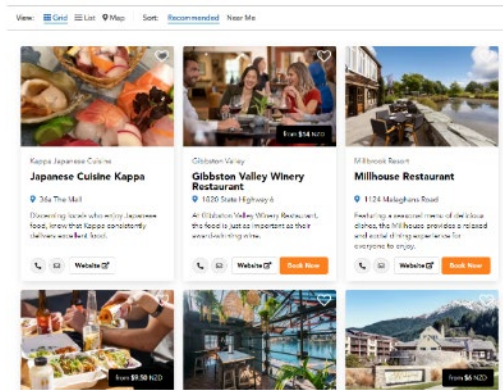 View: Grid List Map Sort: Recommended Near Me
from $14 NZD
Kappa Japanese Cuisine
Japanese Cuisine Kappa
36a The Mall
Discerning locals who enjoy Japanese
food, know that Kappa consistently
delivers excellent food.
Website
Gibbston Valley
Gibbston Valley Winery
Restaurant
1820 State Highway 6
At Gibbston Valley Winery Restaurant,
the food is just as important as their
award-winning wine.
Website Book Now
Millbrook Resort
Millhouse Restaurant
1124 Malaghans Road
Featuring a seasonal menu of delicious
dishes, the Millhouse provides a relaxed
and social dining experience for
everyone to enjoy.
Website Book Now
from $9.50 NZD
from $6 NZD